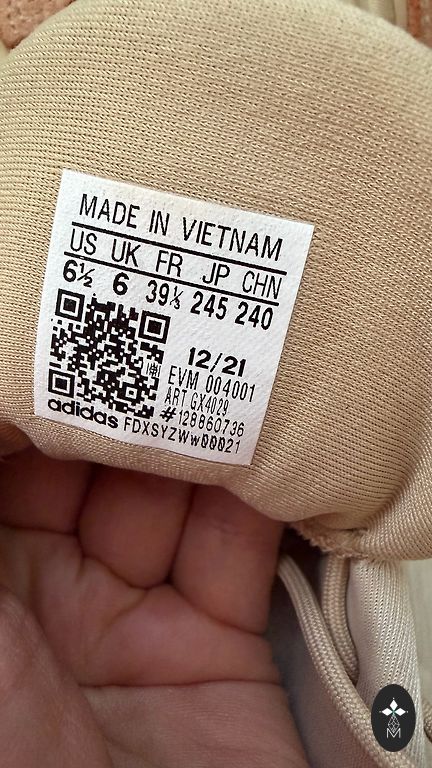 MADE IN VIETNAM
US UK FR JP CHN
6½ 6 39⅓ 245 240
12/21
EVM 004001
ART GX4029
#128860736
adidas FDXSYZWw00021